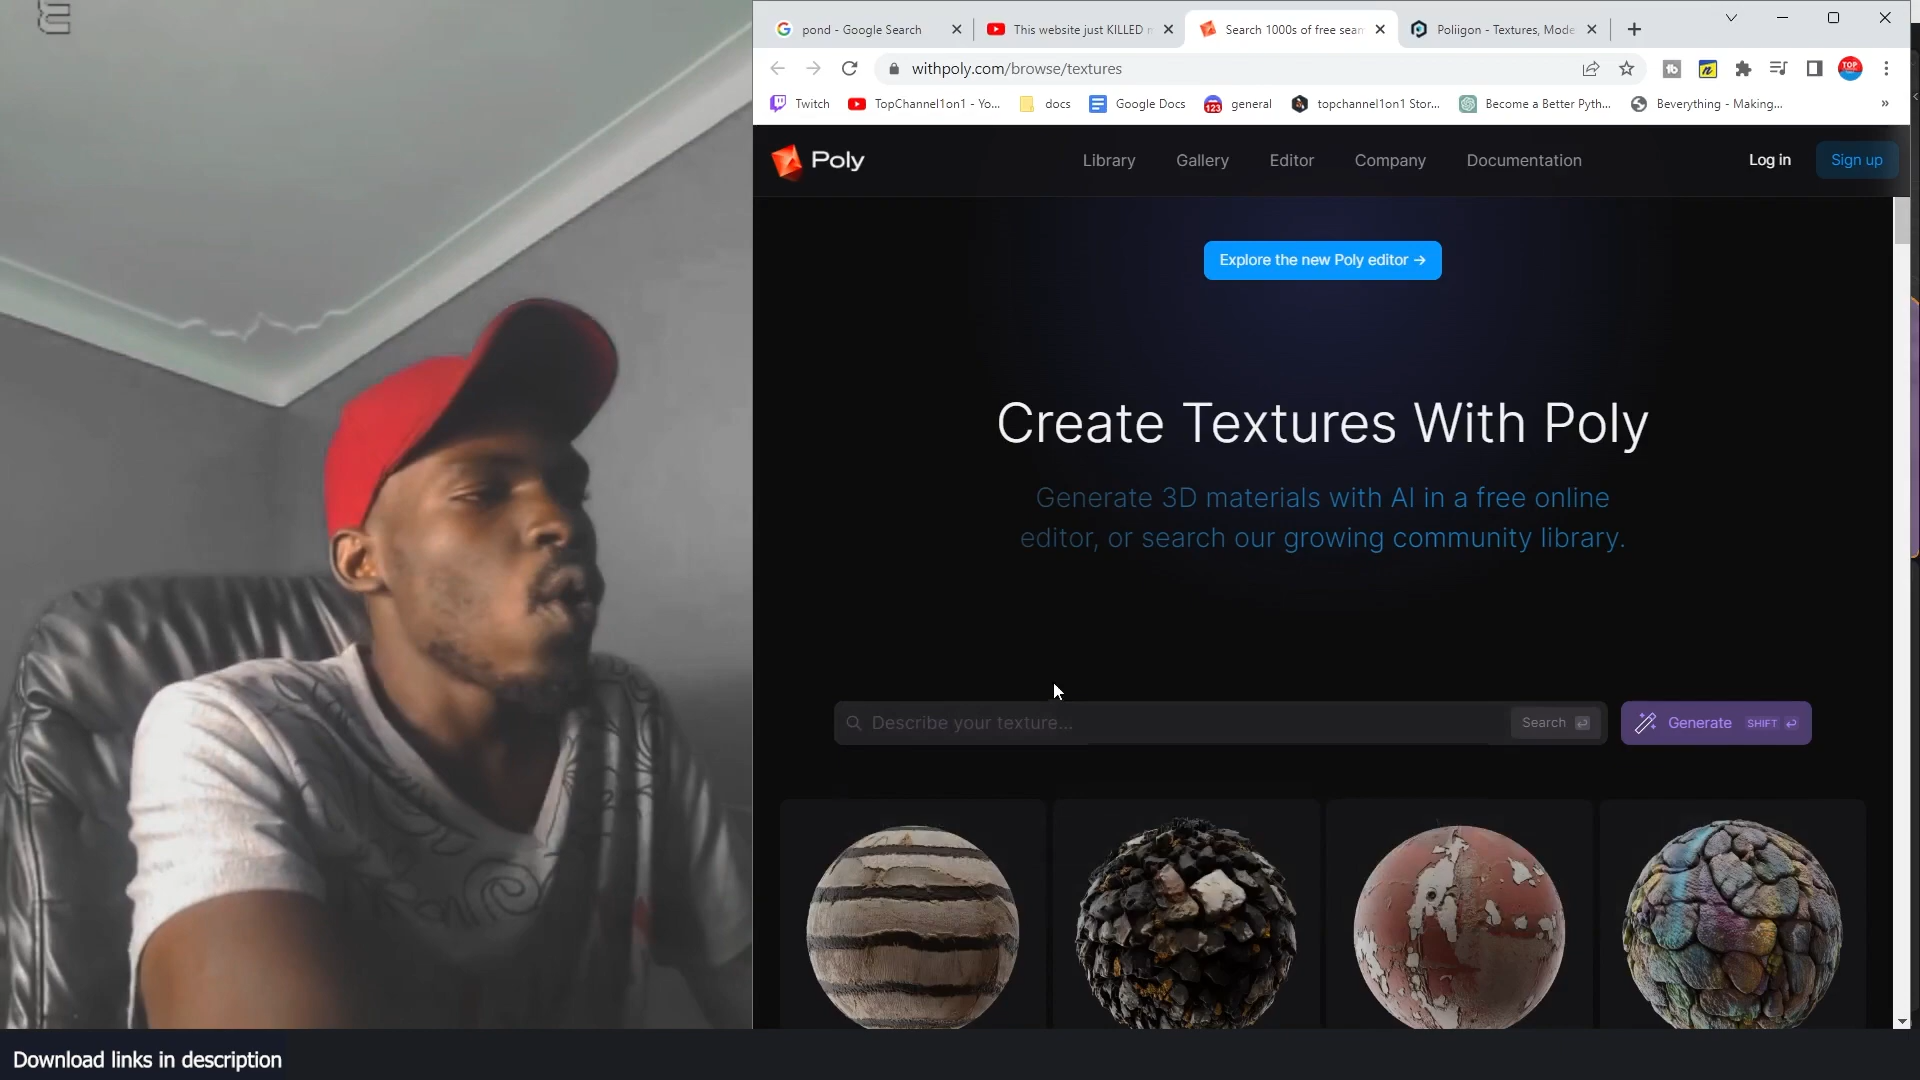 pond - Google Search
This website just KILLED
Search 1000s of free sear
Poliigon - Textures, Mode
withpoly.com/browse/textures
TOP
Twitch
TopChannel1on1 - Yo...
docs
Google Docs
123
general
topchannel1on1 Stor...
Become a Better Pyth...
Beverything - Making...
»
Poly
Library
Gallery
Editor
Company
Documentation
Log in
Sign up
Explore the new Poly editor →
Create Textures With Poly
Generate 3D materials with AI in a free online
editor, or search our growing community library.
Describe your texture...
Search
Generate SHIFT
Download links in description